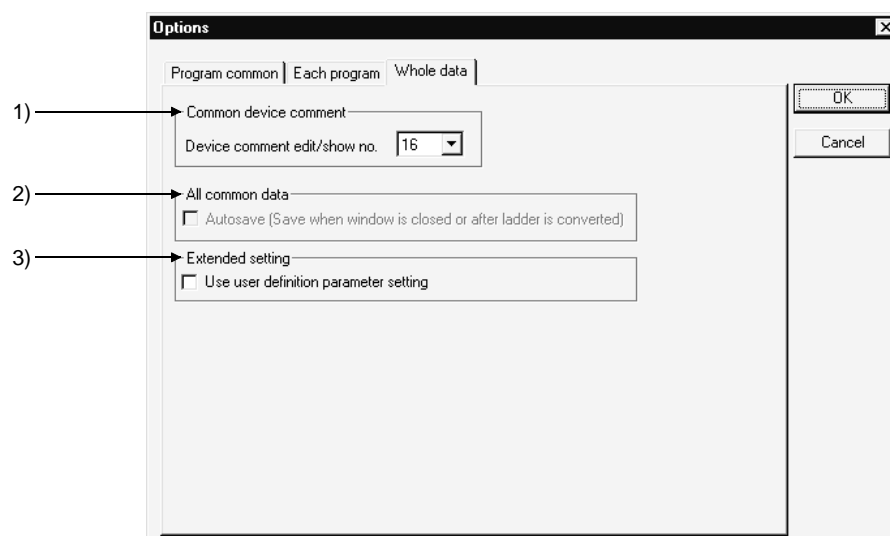 Options
Program common Each program Whole data
OK
1) Common device comment
Device comment edit/show no. 16
Cancel
2) All common data
Autosave (Save when window is closed or after ladder is converted)
3) Extended setting
Use user definition parameter setting